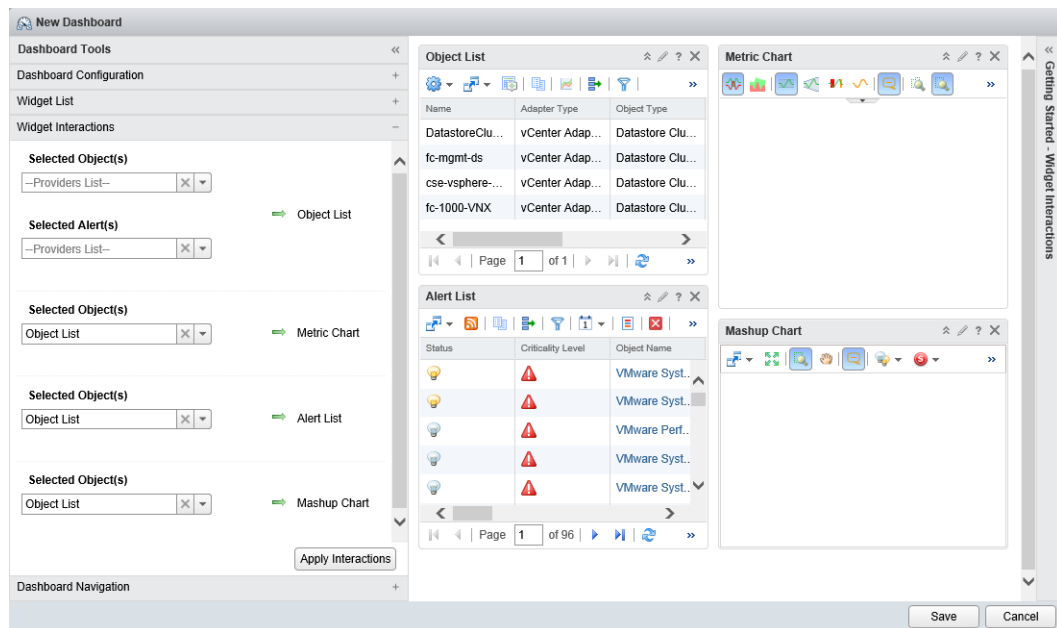 New Dashboard
Dashboard Tools
Dashboard Configuration
Widget List
Widget Interactions
Selected Object(s)
--Providers List--
Object List
Selected Alert(s)
--Providers List--
Selected Object(s)
Object List
Metric Chart
Selected Object(s)
Object List
Alert List
Selected Object(s)
Object List
Mashup Chart
Apply Interactions
Dashboard Navigation
Object List
Name Adapter Type Object Type
DatastoreClu... vCenter Adap... Datastore Clu...
fc-mgmt-ds vCenter Adap... Datastore Clu...
cse-vsphere-... vCenter Adap... Datastore Clu...
fc-1000-VNX vCenter Adap... Datastore Clu...
Page 1 of 1
Alert List
Status Criticality Level Object Name
VMware Syst..
VMware Syst..
VMware Perf..
VMware Syst..
VMware Syst..
Page 1 of 96
Metric Chart
Mashup Chart
Getting Started - Widget Interactions
Save Cancel